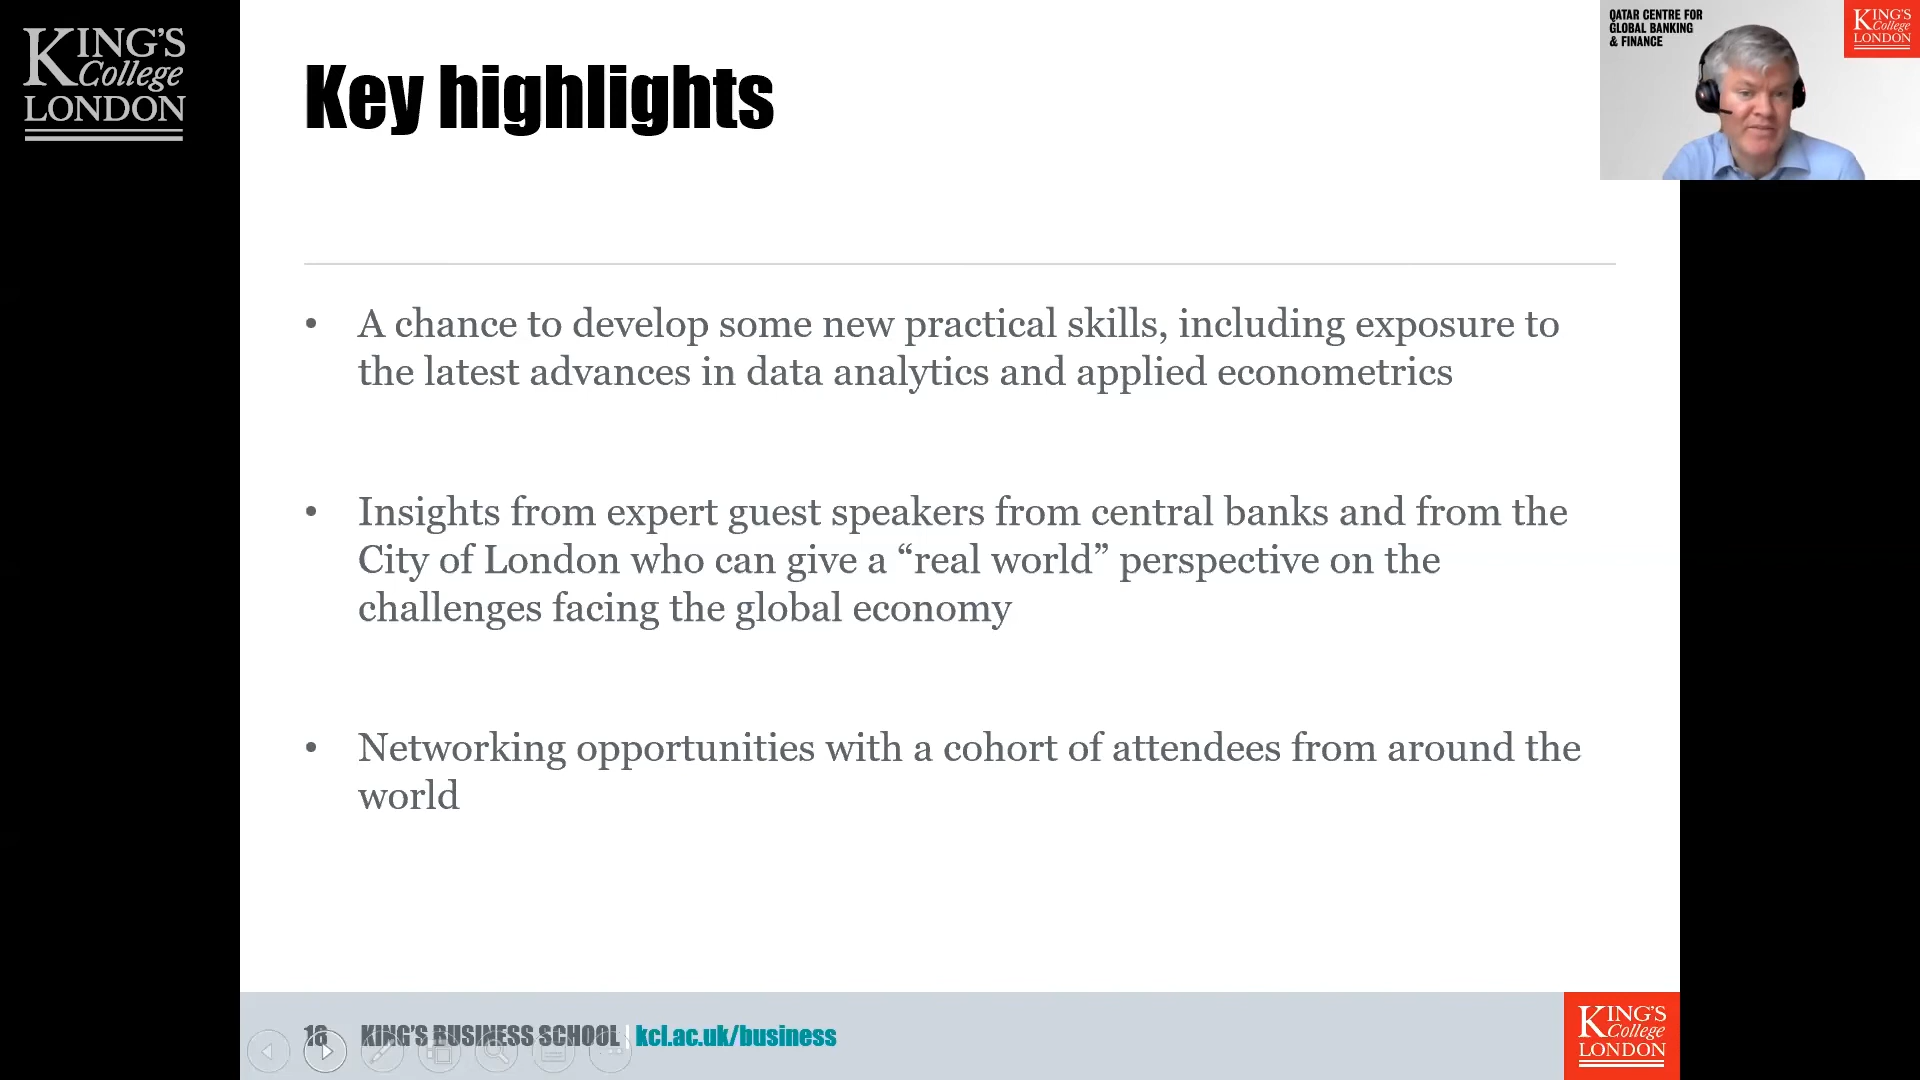 KING'S
College
LONDON
Key highlights
QATAR CENTRE FOR
GLOBAL BANKING
& FINANCE
KING'S
College
LONDON
• A chance to develop some new practical skills, including exposure to
the latest advances in data analytics and applied econometrics
• Insights from expert guest speakers from central banks and from the
City of London who can give a “real world” perspective on the
challenges facing the global economy
• Networking opportunities with a cohort of attendees from around the
world
KING'S BUSINESS SCHOOL | kcl.ac.uk/business
KING'S
College
LONDON